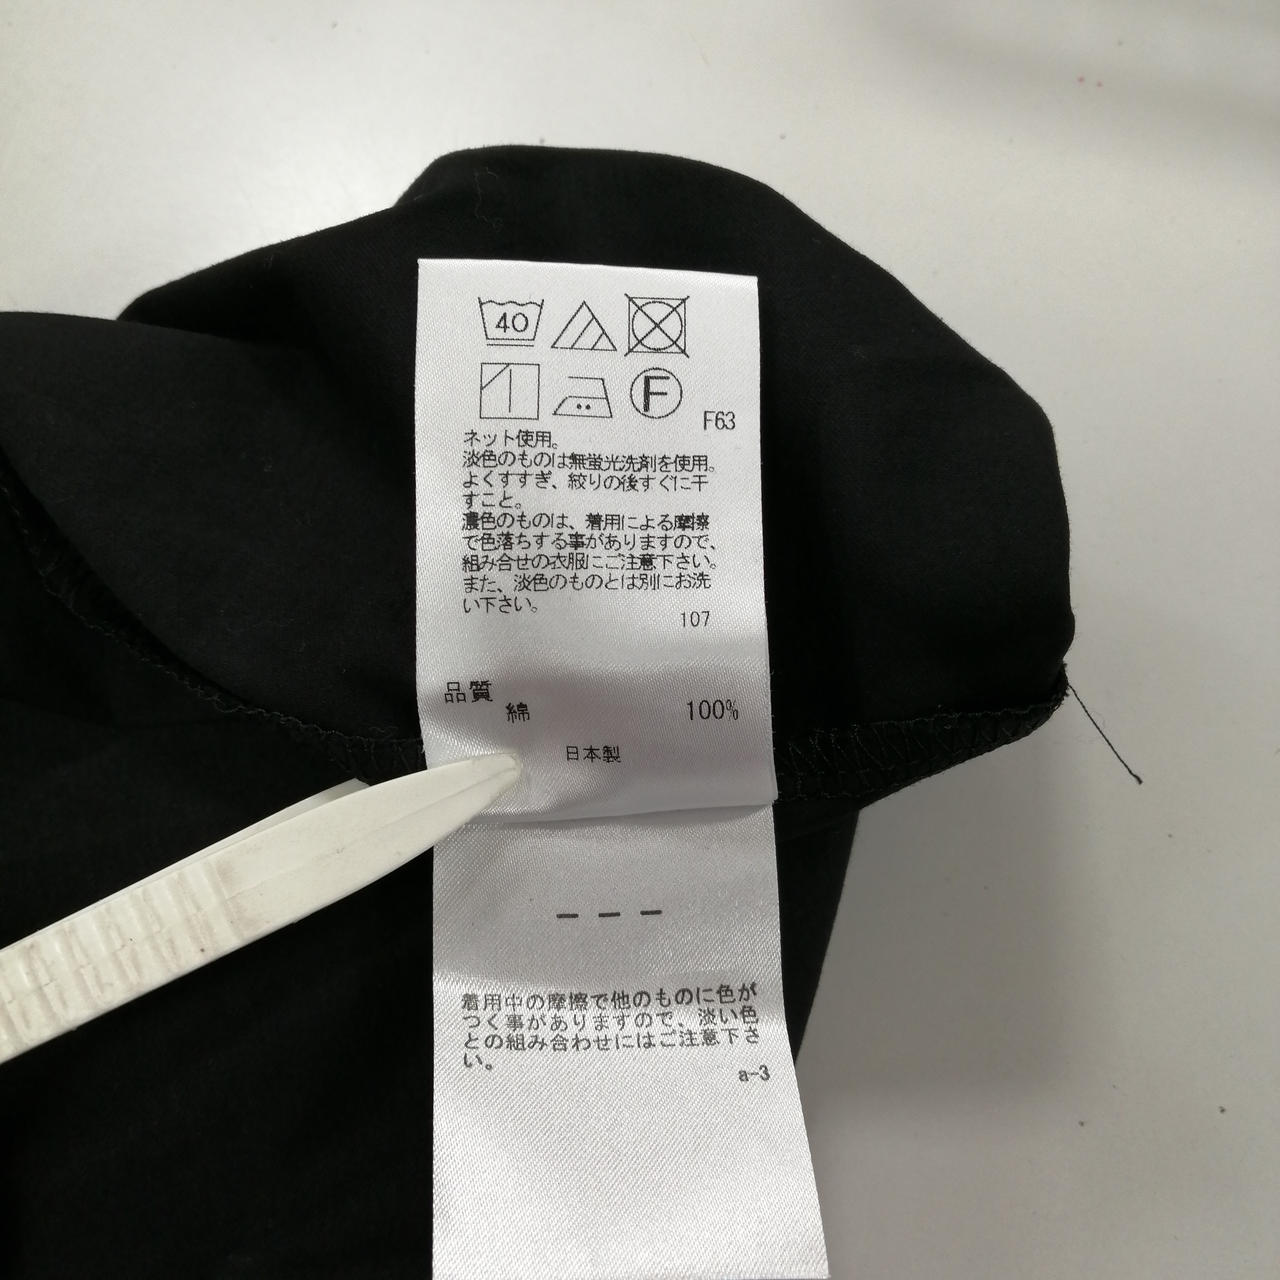 40
F
F63
ネット使用。
淡色のものは無蛍光洗剤を使用。
よくすすぎ、絞りの後すぐに干
すこと。
濃色のものは、着用による摩擦
で色落ちする事がありますので、
組み合せの衣服にご注意下さい。
また、淡色のものとは別にお洗
い下さい。
107
品質
綿 100%
日本製
---
着用中の摩擦で他のものに色が
つく事がありますので、淡い色
との組み合わせにはご注意下さ
い。
a-3